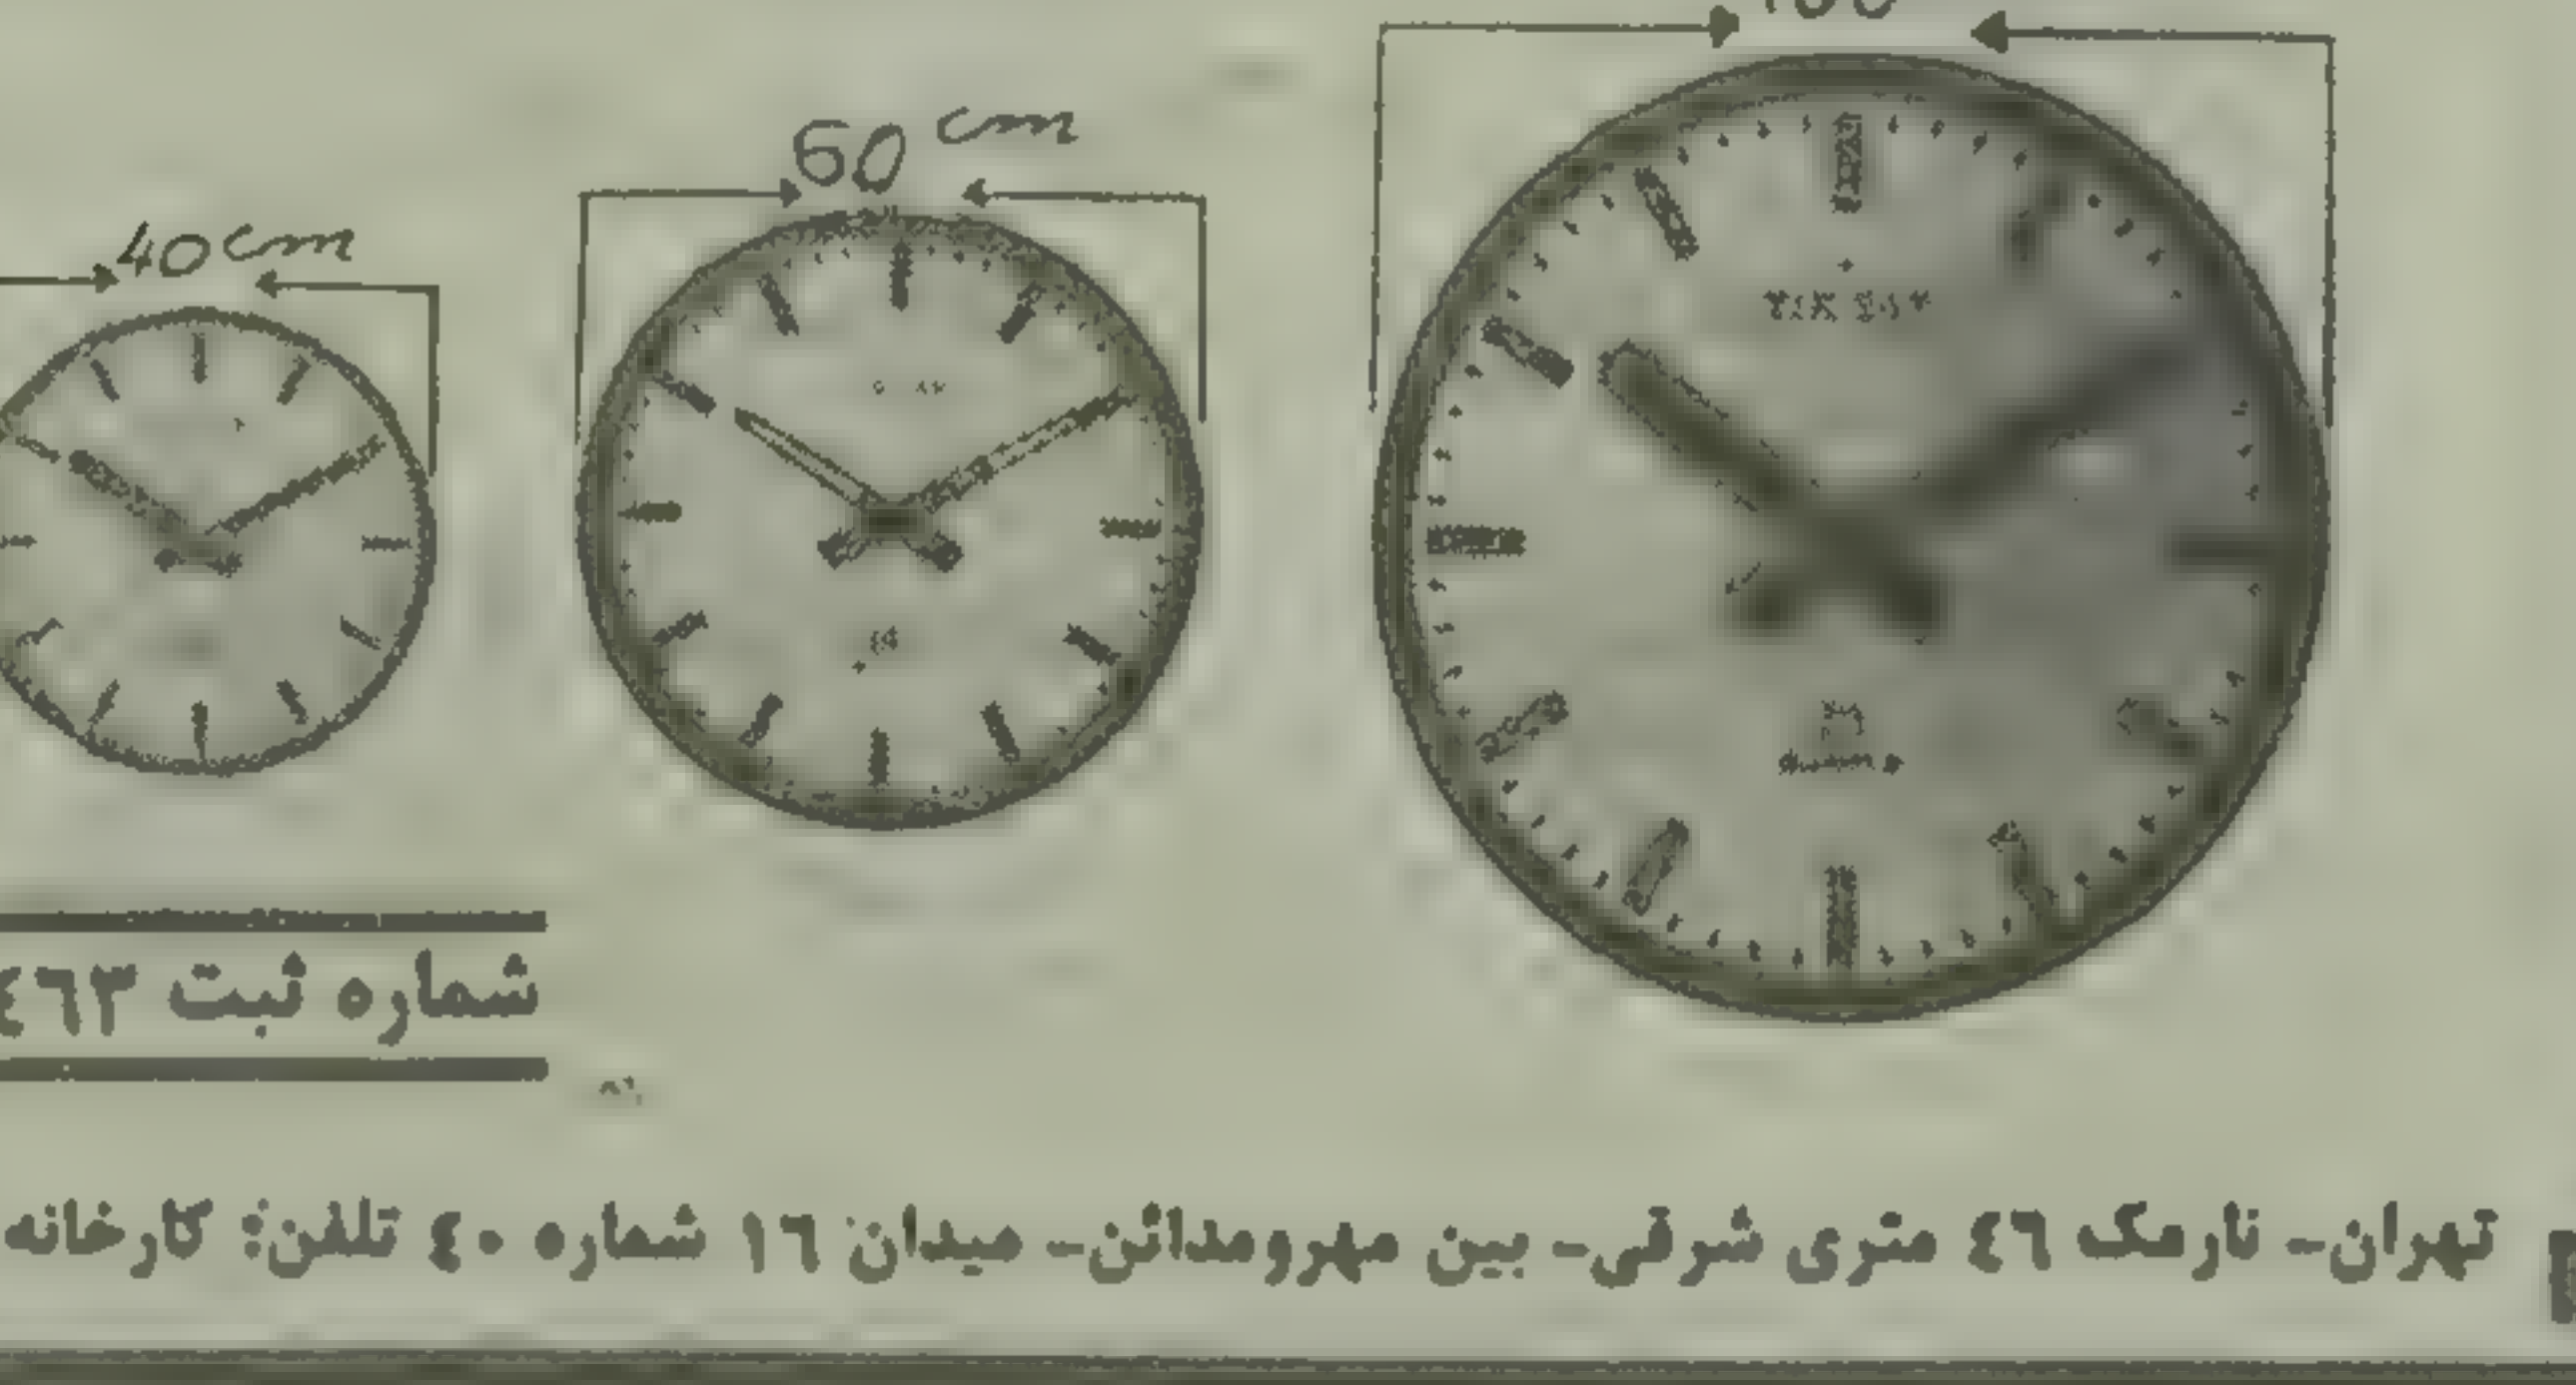 60 cm
40 cm
شماره ثبت ٤٦٣
تهران- نارمک ٤٦ متری شرقی- بین مهرومدائن- میدان ١٦ شماره ٤٠ تلفن: کارخانه